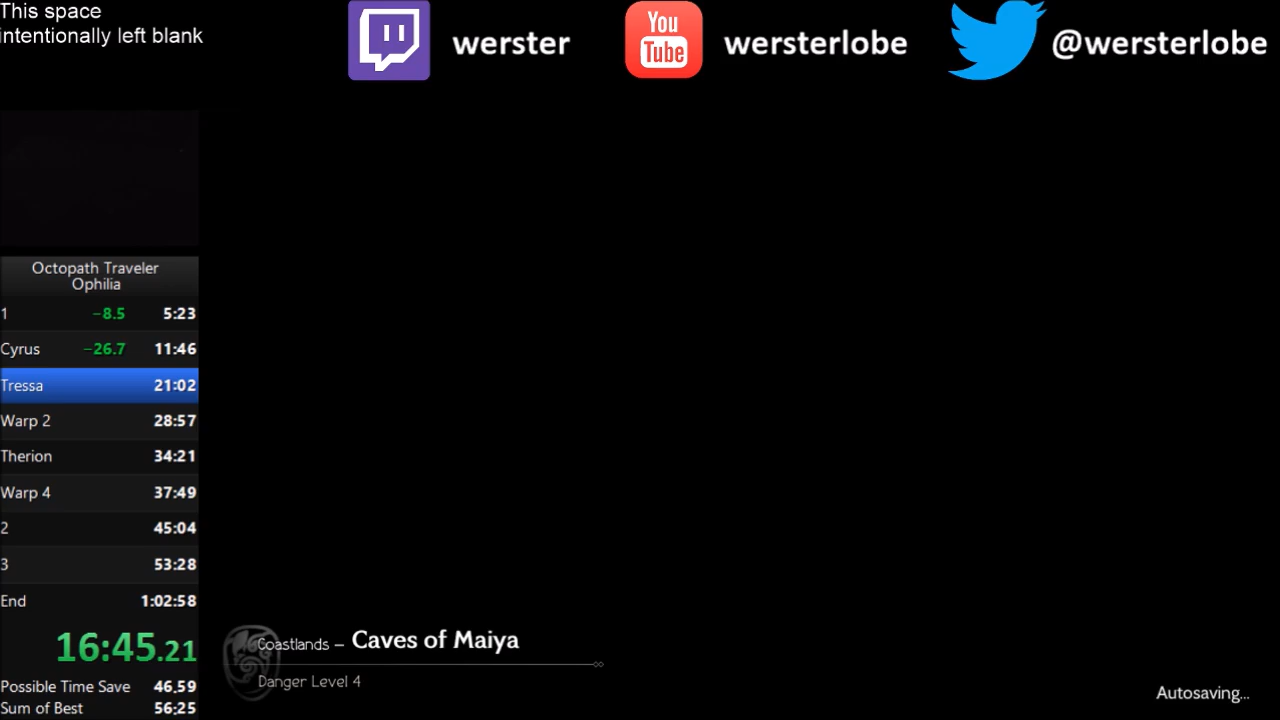 This space
intentionally left blank
werster
You
Tube
wersterlobe
@wersterlobe
Octopath Traveler
Ophilia
1 −8.5 5:23
Cyrus −26.7 11:46
Tressa 21:02
Warp 2 28:57
Therion 34:21
Warp 4 37:49
2 45:04
3 53:28
End 1:02:58
16:45.21
Possible Time Save 46.59
Sum of Best 56:25
Coastlands – Caves of Maiya
Danger Level 4
Autosaving...